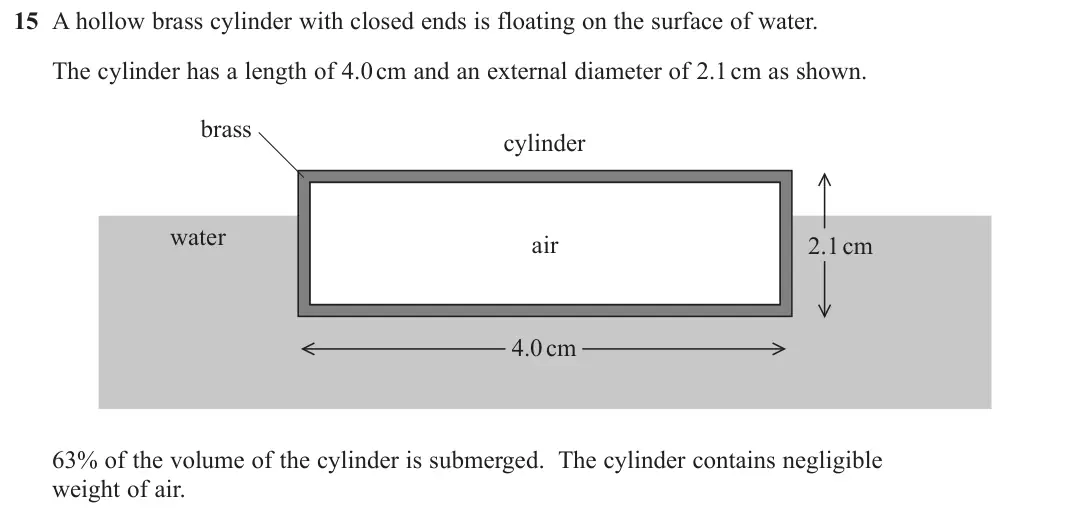 15 A hollow brass cylinder with closed ends is floating on the surface of water.
The cylinder has a length of 4.0 cm and an external diameter of 2.1 cm as shown.
brass
cylinder
water
air
2.1 cm
4.0 cm
63% of the volume of the cylinder is submerged. The cylinder contains negligible
weight of air.